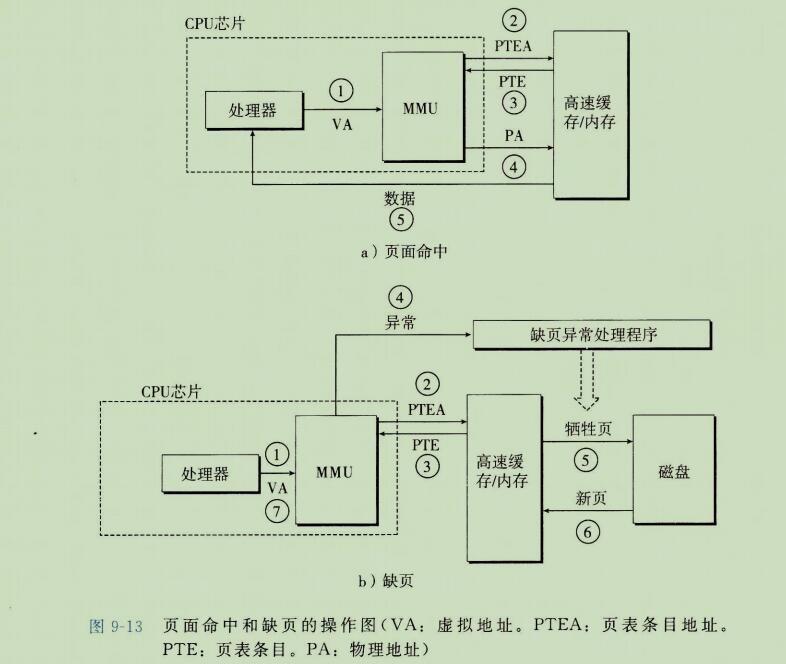 CPU芯片
②
PTEA
处理器
①
VA
MMU
PTE
③
高速缓存/内存
PA
④
数据
⑤
a）页面命中
④
异常
缺页异常处理程序
CPU芯片
②
PTEA
处理器
①
VA
⑦
MMU
PTE
③
高速缓存/内存
牺牲页
⑤
磁盘
新页
⑥
b）缺页
图 9-13 页面命中和缺页的操作图(VA：虚拟地址。PTEA：页表条目地址。
PTE：页表条目。PA：物理地址)